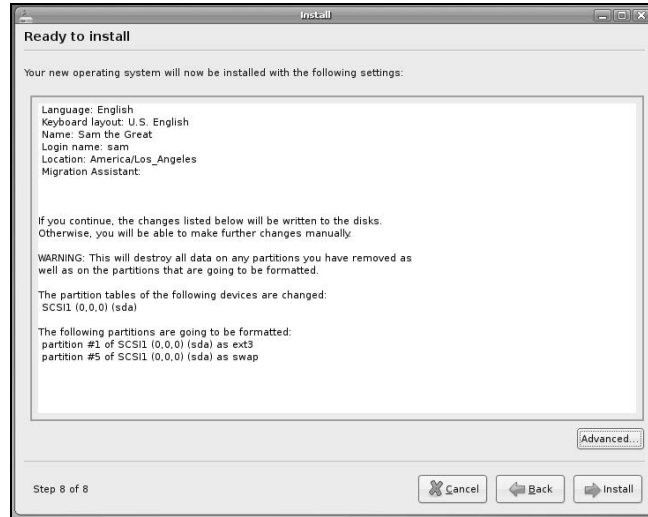 Install
Ready to install
Your new operating system will now be installed with the following settings:
Language: English
Keyboard layout: U.S. English
Name: Sam the Great
Login name: sam
Location: America/Los_Angeles
Migration Assistant:
If you continue, the changes listed below will be written to the disks.
Otherwise, you will be able to make further changes manually.
WARNING: This will destroy all data on any partitions you have removed as
well as on the partitions that are going to be formatted.
The partition tables of the following devices are changed:
SCSI1 (0,0,0) (sda)
The following partitions are going to be formatted:
partition #1 of SCSI1 (0,0,0) (sda) as ext3
partition #5 of SCSI1 (0,0,0) (sda) as swap
Advanced...
Step 8 of 8
Cancel
Back
Install